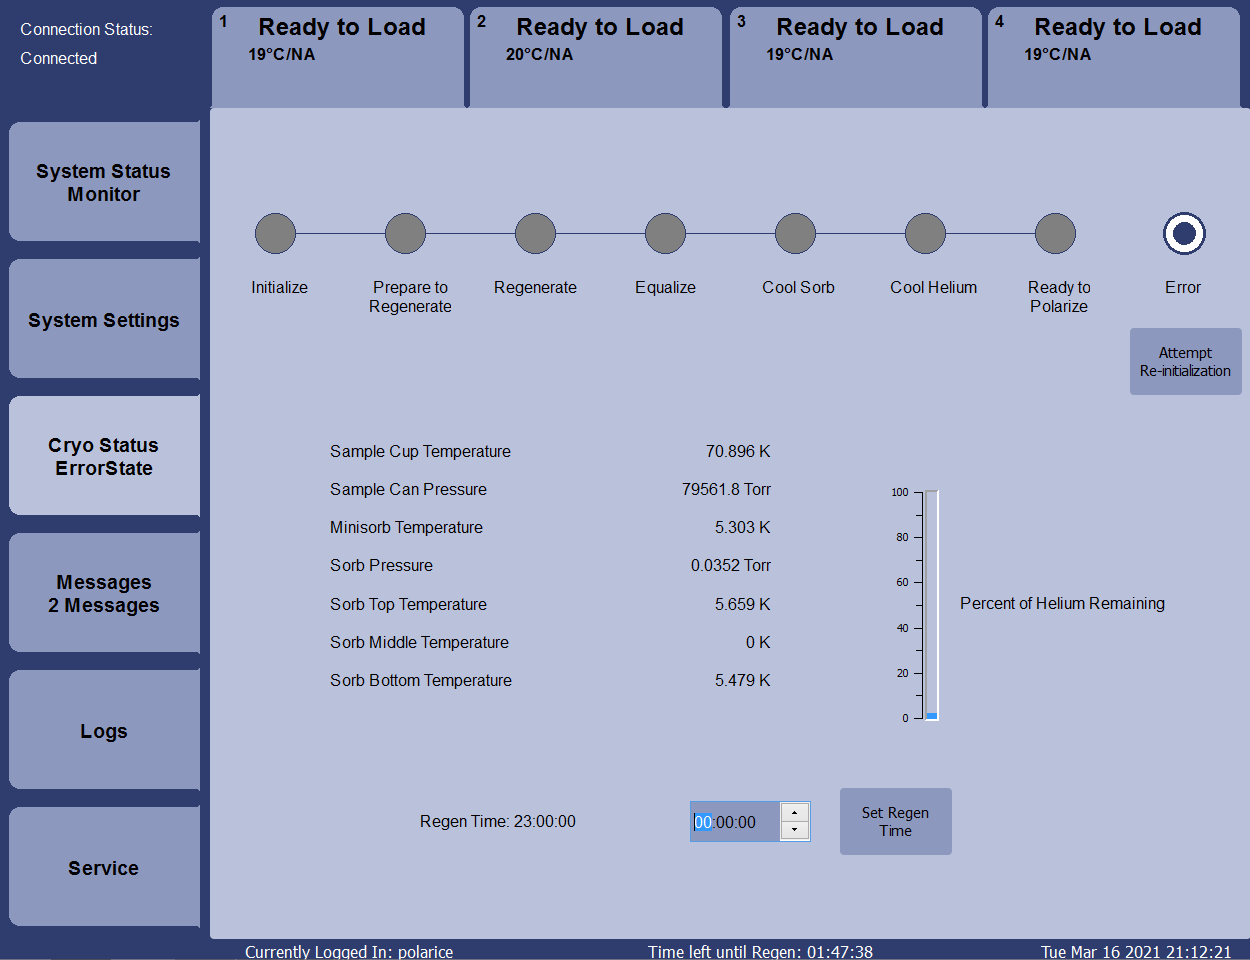 Connection Status:
Connected
1 Ready to Load
19°C/NA
2 Ready to Load
20°C/NA
3 Ready to Load
19°C/NA
4 Ready to Load
19°C/NA
System Status
Monitor
System Settings
Cryo Status
ErrorState
Messages
2 Messages
Logs
Service
Initialize
Prepare to
Regenerate
Regenerate
Equalize
Cool Sorb
Cool Helium
Ready to
Polarize
Error
Attempt
Re-initialization
Sample Cup Temperature 70.896 K
Sample Can Pressure 79561.8 Torr
Minisorb Temperature 5.303 K
Sorb Pressure 0.0352 Torr
Sorb Top Temperature 5.659 K
Sorb Middle Temperature 0 K
Sorb Bottom Temperature 5.479 K
100
80
60
40
20
0
Percent of Helium Remaining
Regen Time: 23:00:00
00:00:00
Set Regen
Time
Currently Logged In: polarice
Time left until Regen: 01:47:38
Tue Mar 16 2021 21:12:21